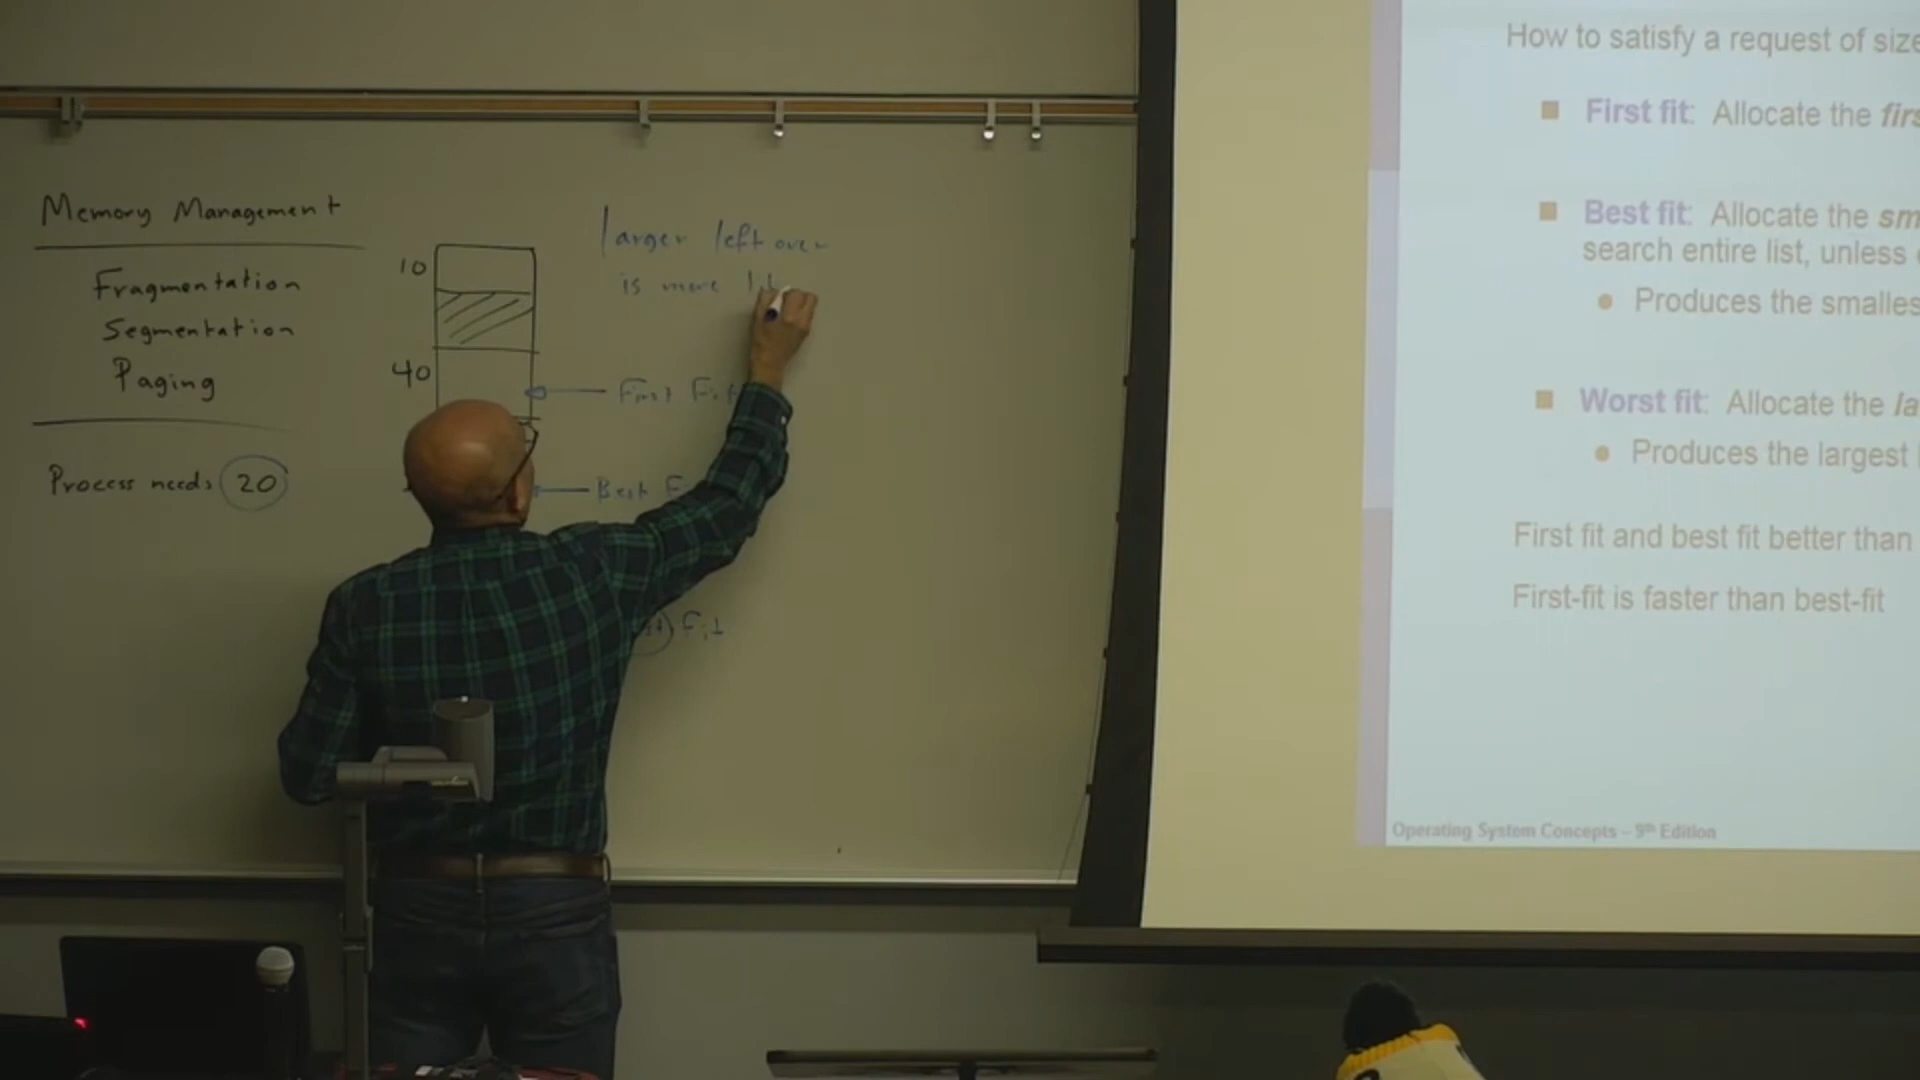 Memory Management
Fragmentation
Segmentation
Paging
Process needs 20
10
40
larger left over
is more
First Fit
Best F
Fit
How to satisfy a request of size
First fit: Allocate the firs
Best fit: Allocate the sm
search entire list, unless
Produces the smalles
Worst fit: Allocate the la
Produces the largest
First fit and best fit better than
First-fit is faster than best-fit
Operating System Concepts – 9th Edition